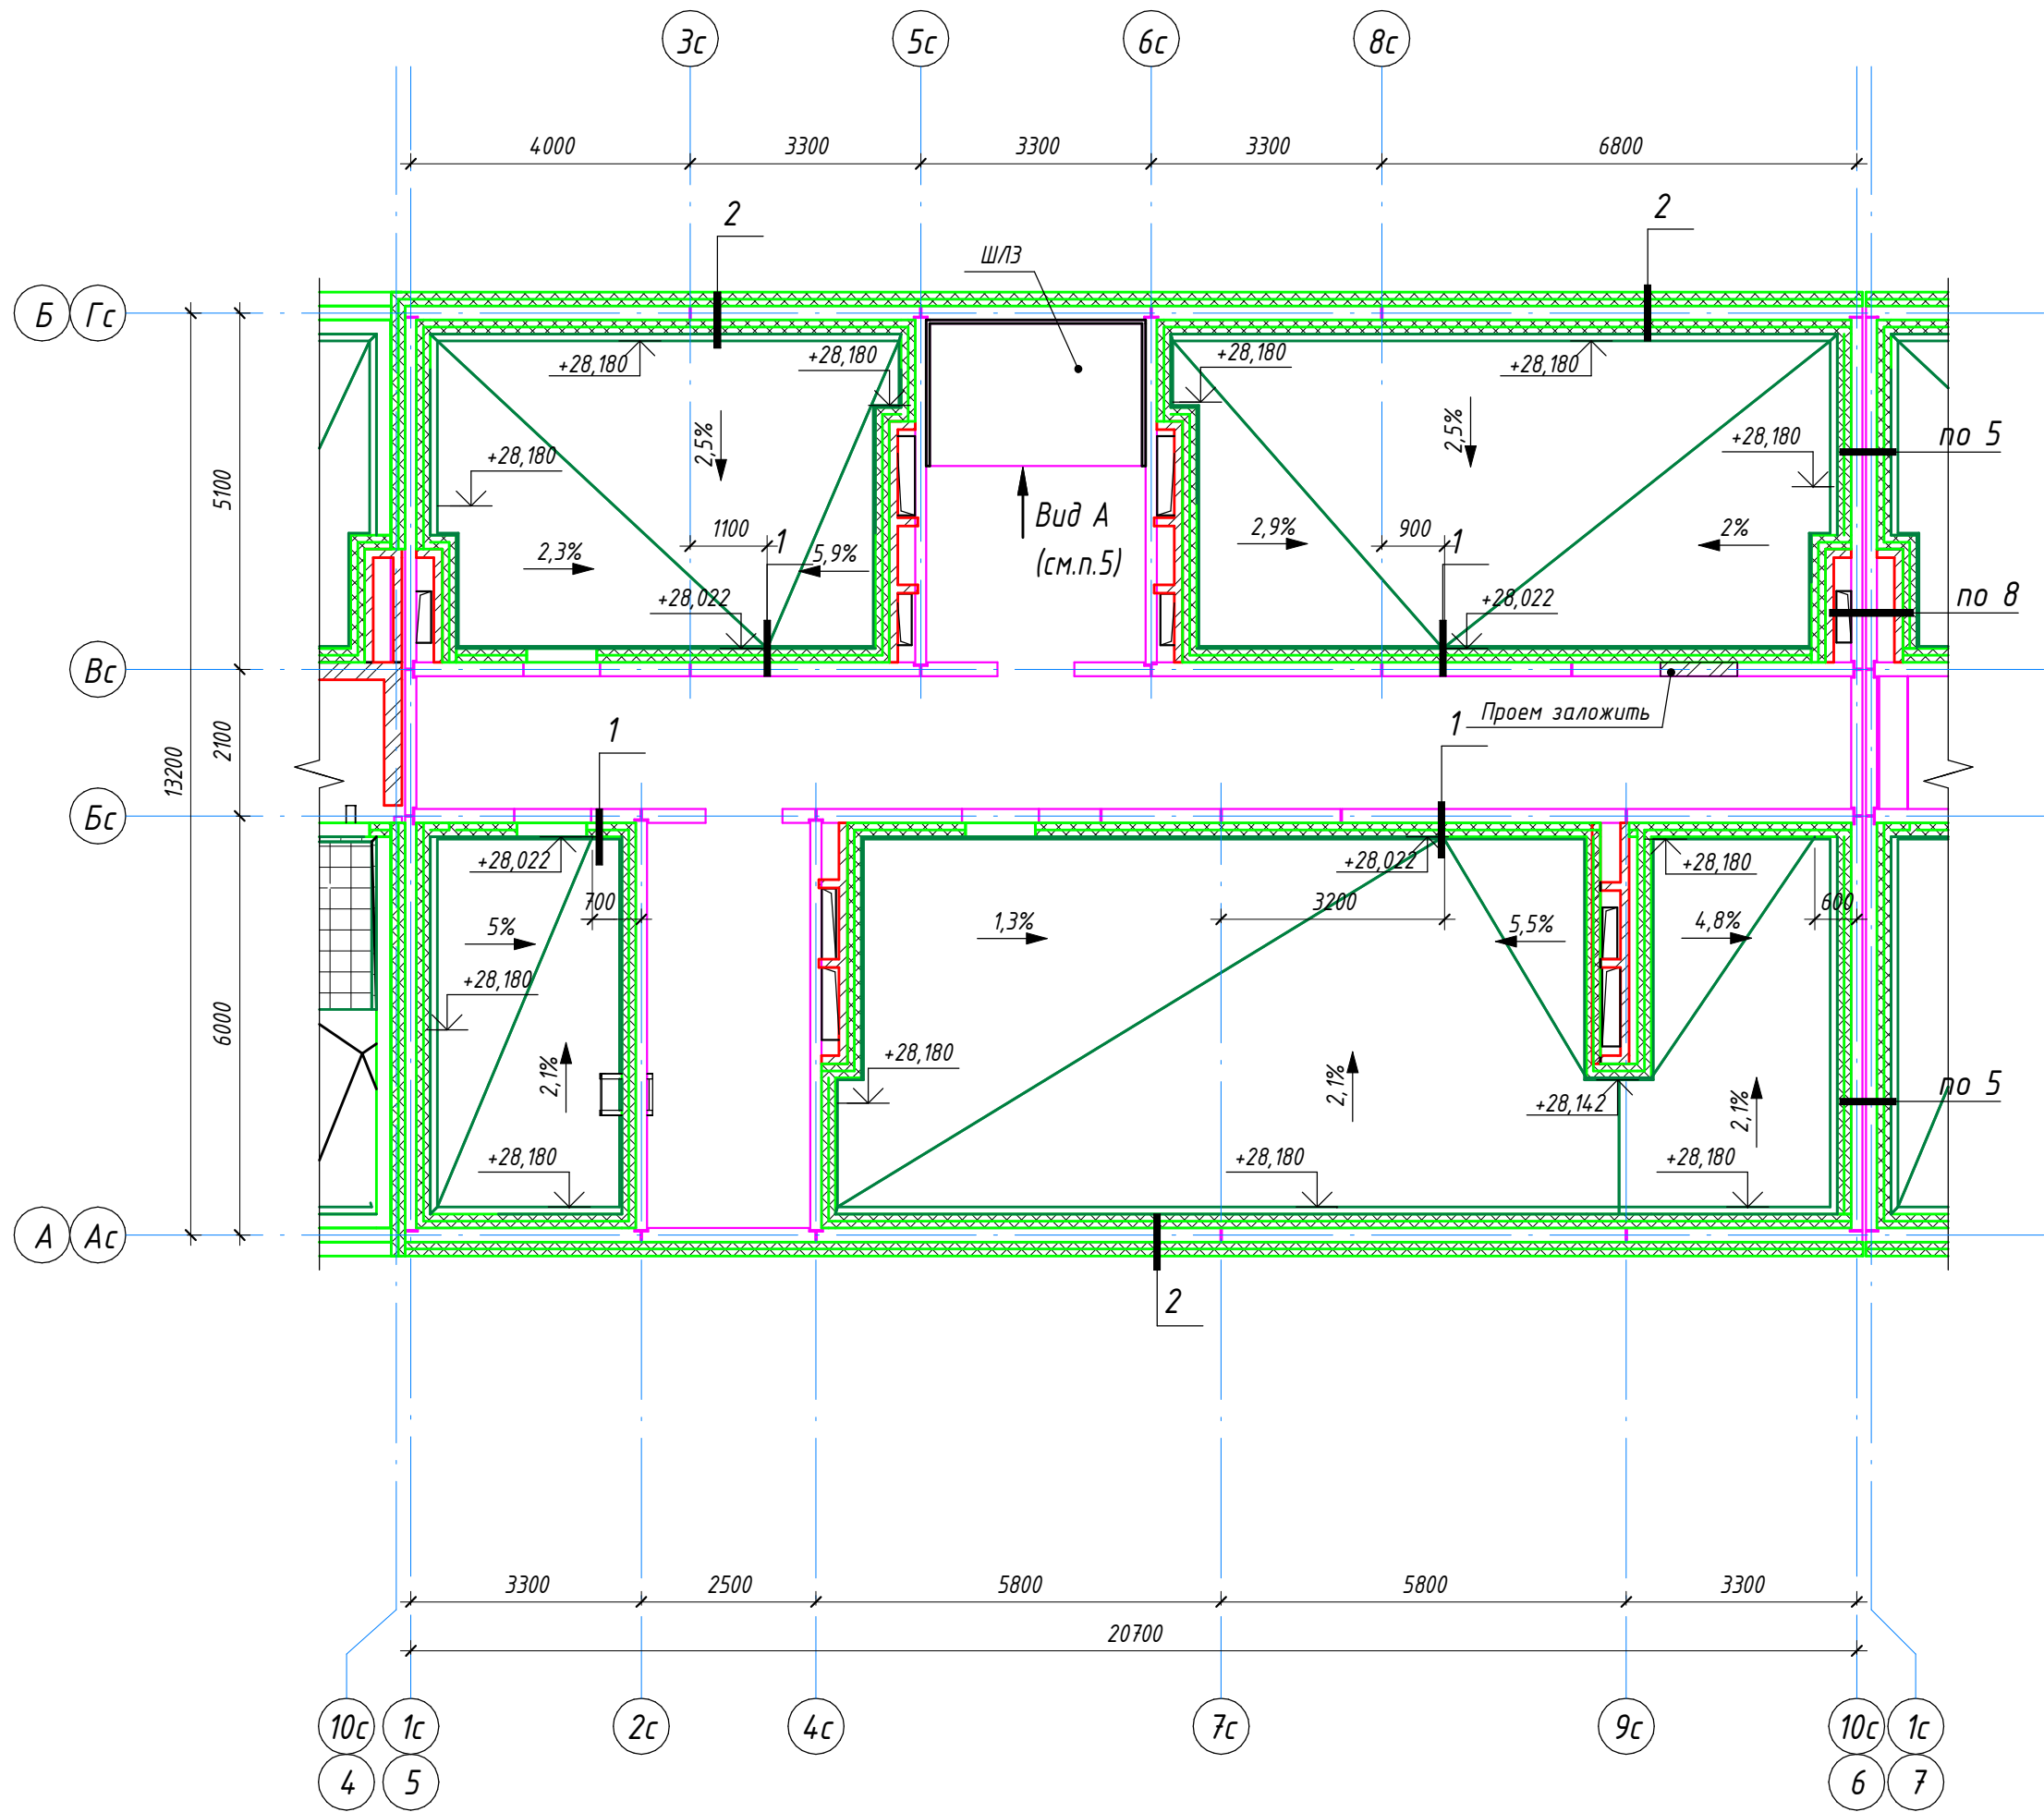 3с 5с 6с 8с
4000 3300 3300 3300 6800
2 2
ШЛЗ
Б Гс
+28,180 +28,180 +28,180 +28,180
2,5% 2,5%
+28,180 +28,180 по 5
5100
1100 1 Вид А 900 1
2,3% 5,9% (см.п.5) 2,9% 2%
+28,022 +28,022 по 8
Вс
1 1 Проем заложить
13200 2100
Бс
+28,022 +28,022 +28,180
700 3200 600
5% 1,3% 5,5% 4,8%
+28,180
6000
+28,180
2,1% 2,1% +28,142 2,1% по 5
+28,180 +28,180 +28,180
А Ас
2
3300 2500 5800 5800 3300
20700
10с 1с 2с 4с 7с 9с 10с 1с
4 5 6 7